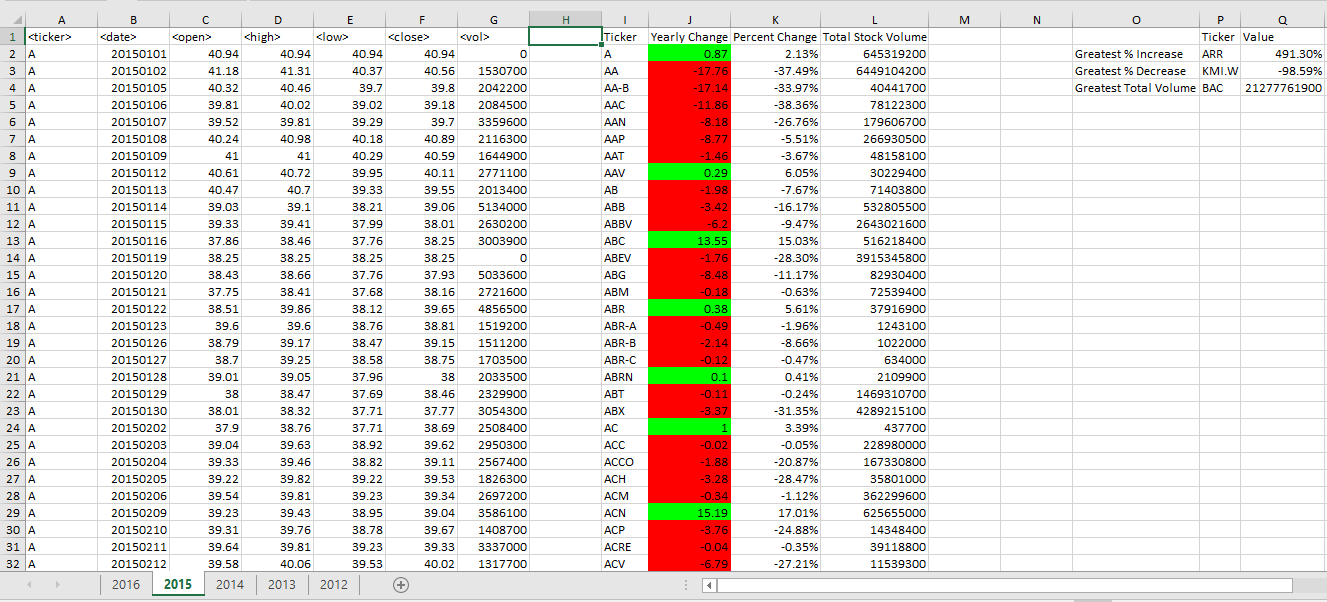 A B C D E F G H I J K L M N O P Q
1 <ticker> <date> <open> <high> <low> <close> <vol> Ticker Yearly Change Percent Change Total Stock Volume Ticker Value
2 A 20150101 40.94 40.94 40.94 40.94 0 A 0.87 2.13% 645319200 Greatest % Increase ARR 491.30%
3 A 20150102 41.18 41.31 40.37 40.56 1530700 AA -17.76 -37.49% 6449104200 Greatest % Decrease KMI.W -98.59%
4 A 20150105 40.32 40.46 39.7 39.8 2042200 AA-B -17.14 -33.97% 40441700 Greatest Total Volume BAC 21277761900
5 A 20150106 39.81 40.02 39.02 39.18 2084500 AAC -11.86 -38.36% 78122300
6 A 20150107 39.52 39.81 39.29 39.7 3359600 AAN -8.18 -26.76% 179606700
7 A 20150108 40.24 40.98 40.18 40.89 2116300 AAP -8.77 -5.51% 266930500
8 A 20150109 41 41 40.29 40.59 1644900 AAT -1.46 -3.67% 48158100
9 A 20150112 40.61 40.72 39.95 40.11 2771100 AAV 0.29 6.05% 30229400
10 A 20150113 40.47 40.7 39.33 39.55 2013400 AB -1.98 -7.67% 71403800
11 A 20150114 39.03 39.1 38.21 39.06 5134000 ABB -3.42 -16.17% 532805500
12 A 20150115 39.33 39.41 37.99 38.01 2630200 ABBV -6.2 -9.47% 2643021600
13 A 20150116 37.86 38.46 37.76 38.25 3003900 ABC 13.55 15.03% 516218400
14 A 20150119 38.25 38.25 38.25 38.25 0 ABEV -1.76 -28.30% 3915345800
15 A 20150120 38.43 38.66 37.76 37.93 5033600 ABG -8.48 -11.17% 82930400
16 A 20150121 37.75 38.41 37.68 38.16 2721600 ABM -0.18 -0.63% 72539400
17 A 20150122 38.51 39.86 38.12 39.65 4856500 ABR 0.38 5.61% 37916900
18 A 20150123 39.6 39.6 38.76 38.81 1519200 ABR-A -0.49 -1.96% 1243100
19 A 20150126 38.79 39.17 38.47 39.15 1511200 ABR-B -2.14 -8.66% 1022000
20 A 20150127 38.7 39.25 38.58 38.75 1703500 ABR-C -0.12 -0.47% 634000
21 A 20150128 39.01 39.05 37.96 38 2033500 ABRN 0.1 0.41% 2109900
22 A 20150129 38 38.47 37.69 38.46 2329900 ABT -0.11 -0.24% 1469310700
23 A 20150130 38.01 38.32 37.71 37.77 3054300 ABX -3.37 -31.35% 4289215100
24 A 20150202 37.9 38.76 37.71 38.69 2508400 AC 1 3.39% 437700
25 A 20150203 39.04 39.63 38.92 39.62 2950300 ACC -0.02 -0.05% 228980000
26 A 20150204 39.33 39.46 38.82 39.11 2567400 ACCO -1.88 -20.87% 167330800
27 A 20150205 39.22 39.82 39.22 39.53 1826300 ACH -3.28 -28.47% 35801000
28 A 20150206 39.54 39.81 39.23 39.34 2697200 ACM -0.34 -1.12% 362299600
29 A 20150209 39.23 39.43 38.95 39.04 3586100 ACN 15.19 17.01% 625655000
30 A 20150210 39.31 39.76 38.78 39.67 1408700 ACP -3.76 -24.88% 14348400
31 A 20150211 39.64 39.81 39.23 39.33 3337000 ACRE -0.04 -0.35% 39118800
32 A 20150212 39.58 40.06 39.53 40.02 1317700 ACV -6.79 -27.21% 11539300
2016 2015 2014 2013 2012